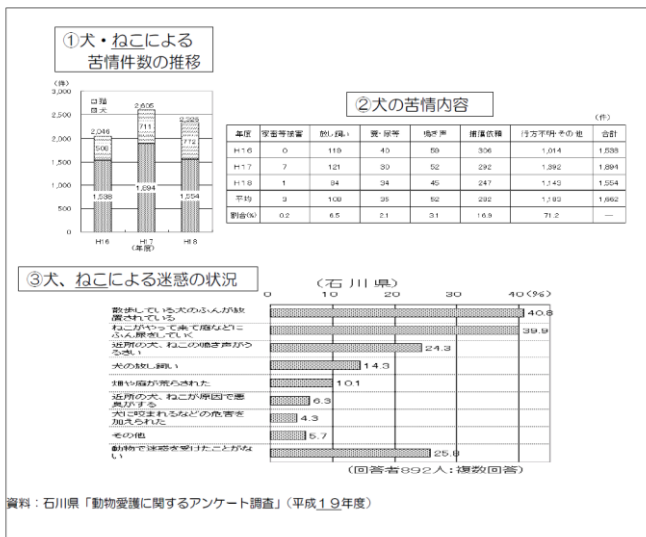 ①犬・ねこによる
苦情件数の推移
(件)
3,000
2,500
2,000
1,500
1,000
500
0
猫
犬
2,046
2,605
2,326
711
772
1,538
1,894
1,554
H16
H17
H18
(年度)
②犬の苦情内容
(件)
年度 家畜等被害 放し飼い 糞・尿等 鳴き声 捕獲依頼 行方不明・その他 合計
H16 0 119 40 59 306 1,014 1,538
H17 7 121 30 52 292 1,392 1,894
H18 1 84 34 45 247 1,143 1,554
平均 3 108 35 52 282 1,183 1,662
割合(%) 0.2 6.5 2.1 3.1 16.9 71.2 —
③犬、ねこによる迷惑の状況
(石川県)
0 10 20 30 40(%)
散歩している犬のふんが放
置されている
40.8
ねこがやって来て庭などに
ふん尿をしていく
39.9
近所の犬、ねこの鳴き声がう
るさい
24.3
犬の放し飼い
14.3
畑や庭が荒らされた
10.1
近所の犬、ねこが原因で悪
臭がする
6.3
犬に咬まれるなどの危害を
加えられた
4.3
その他
5.7
動物で迷惑を受けたことがな
い
25.8
(回答者892人:複数回答)
資料:石川県「動物愛護に関するアンケート調査」(平成19年度)